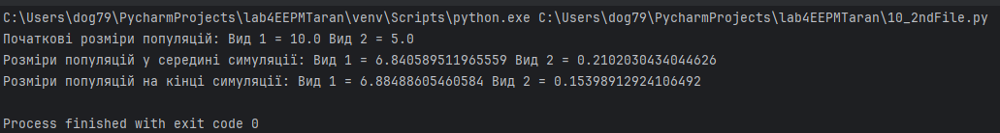 C:\Users\dog79\PycharmProjects\lab4EEPMTaran\venv\Scripts\python.exe C:\Users\dog79\PycharmProjects\lab4EEPMTaran\10_2ndFile.py
Початкові розміри популяцій: Вид 1 = 10.0 Вид 2 = 5.0
Розміри популяцій у середині симуляції: Вид 1 = 6.840589511965559 Вид 2 = 0.2102030434044626
Розміри популяцій на кінці симуляції: Вид 1 = 6.88488605460584 Вид 2 = 0.15398912924106492
Process finished with exit code 0